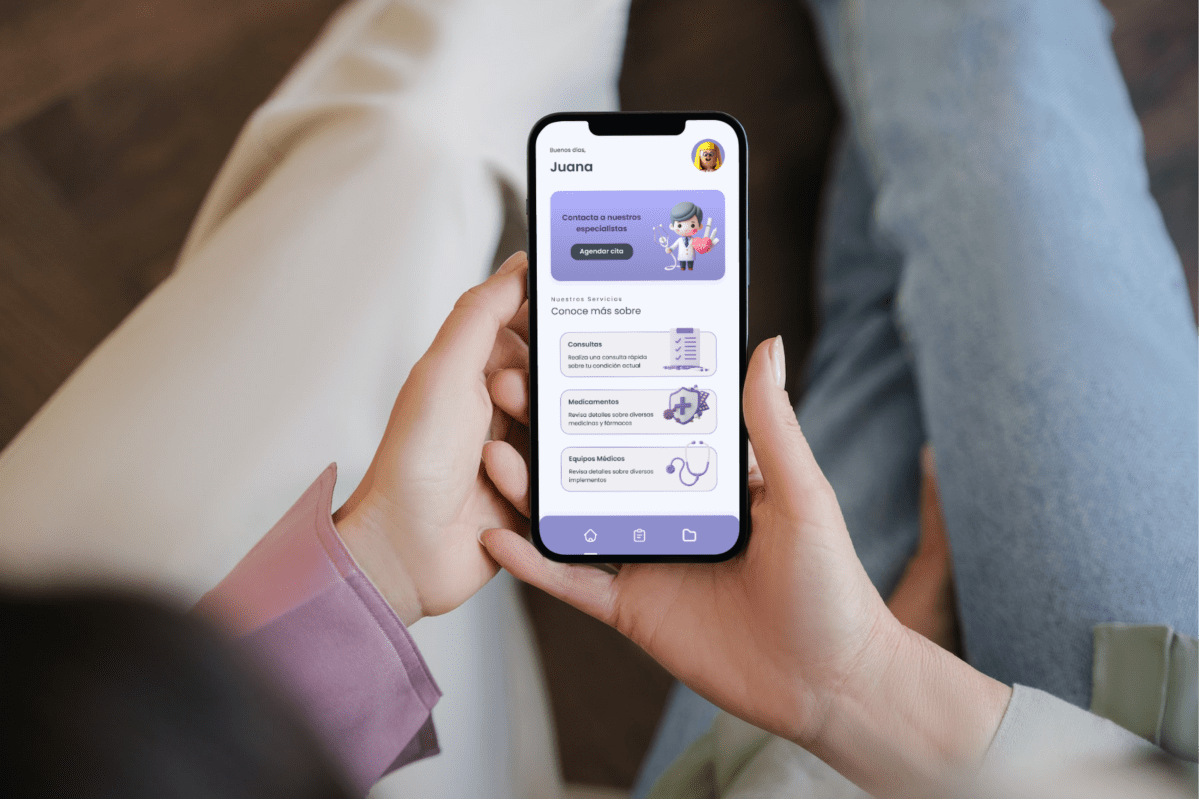 Buenos días,
Juana
Contacta a nuestros
especialistas
Agendar cita
Nuestros Servicios
Conoce más sobre
Consultas
Realiza una consulta rápida
sobre tu condición actual
Medicamentos
Revisa detalles sobre diversas
medicinas y fármacos
Equipos Médicos
Revisa detalles sobre diversos
implementos